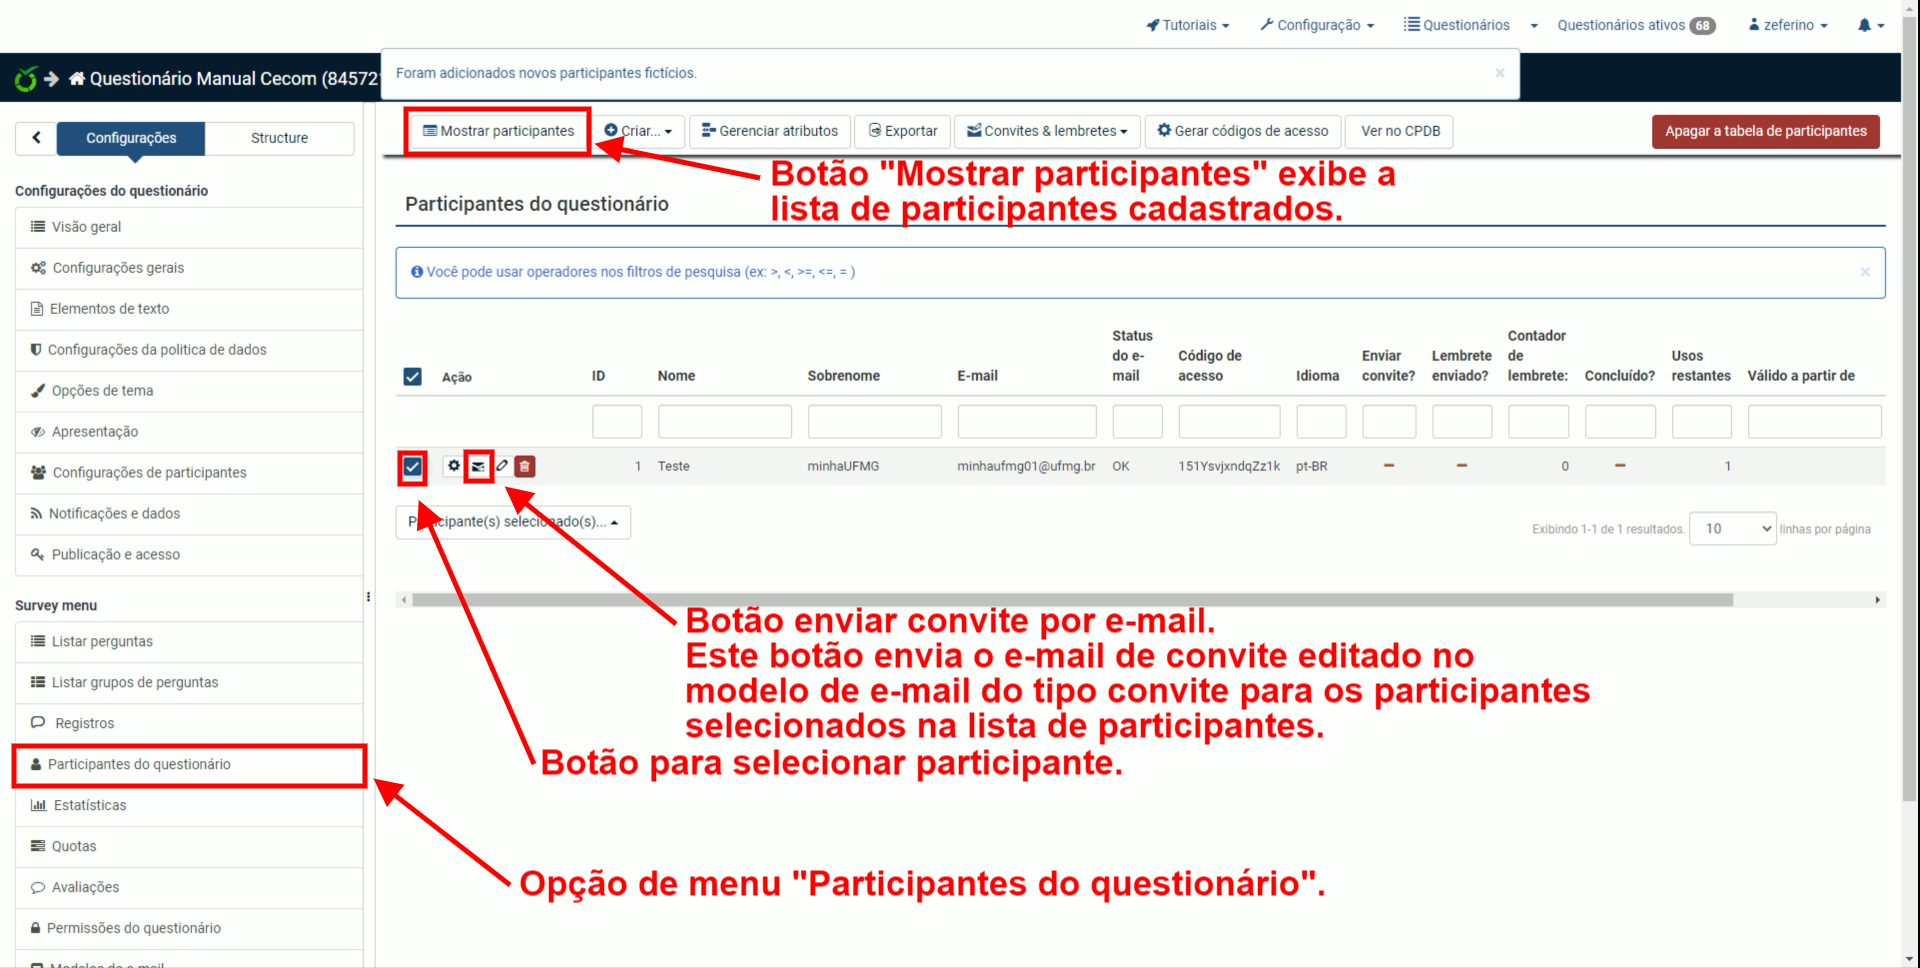 Tutoriais
Configuração
Questionários
Questionários ativos 68
zeferino
Questionário Manual Cecom (84572
Foram adicionados novos participantes fictícios.
Configurações
Structure
Mostrar participantes
Criar...
Gerenciar atributos
Exportar
Convites & lembretes
Gerar códigos de acesso
Ver no CPDB
Apagar a tabela de participantes
Botão "Mostrar participantes" exibe a
lista de participantes cadastrados.
Configurações do questionário
Visão geral
Configurações gerais
Elementos de texto
Configurações da politica de dados
Opções de tema
Apresentação
Configurações de participantes
Notificações e dados
Publicação e acesso
Survey menu
Listar perguntas
Listar grupos de perguntas
Registros
Participantes do questionário
Estatísticas
Quotas
Avaliações
Permissões do questionário
Modelos de e-mail
Participantes do questionário
Você pode usar operadores nos filtros de pesquisa (ex: >, <, >=, <=, = )
Ação
ID
Nome
Sobrenome
E-mail
Status
do e-
mail
Código de
acesso
Idioma
Enviar
convite?
Lembrete
enviado?
Contador
de
lembrete:
Concluído?
Usos
restantes
Válido a partir de
1 Teste minhaUFMG minhaufmg01@ufmg.br OK 151YsvjxndqZz1k pt-BR 0 1
Participante(s) selecionado(s)...
Exibindo 1-1 de 1 resultados. 10 linhas por página
Botão enviar convite por e-mail.
Este botão envia o e-mail de convite editado no
modelo de e-mail do tipo convite para os participantes
selecionados na lista de participantes.
Botão para selecionar participante.
Opção de menu "Participantes do questionário".